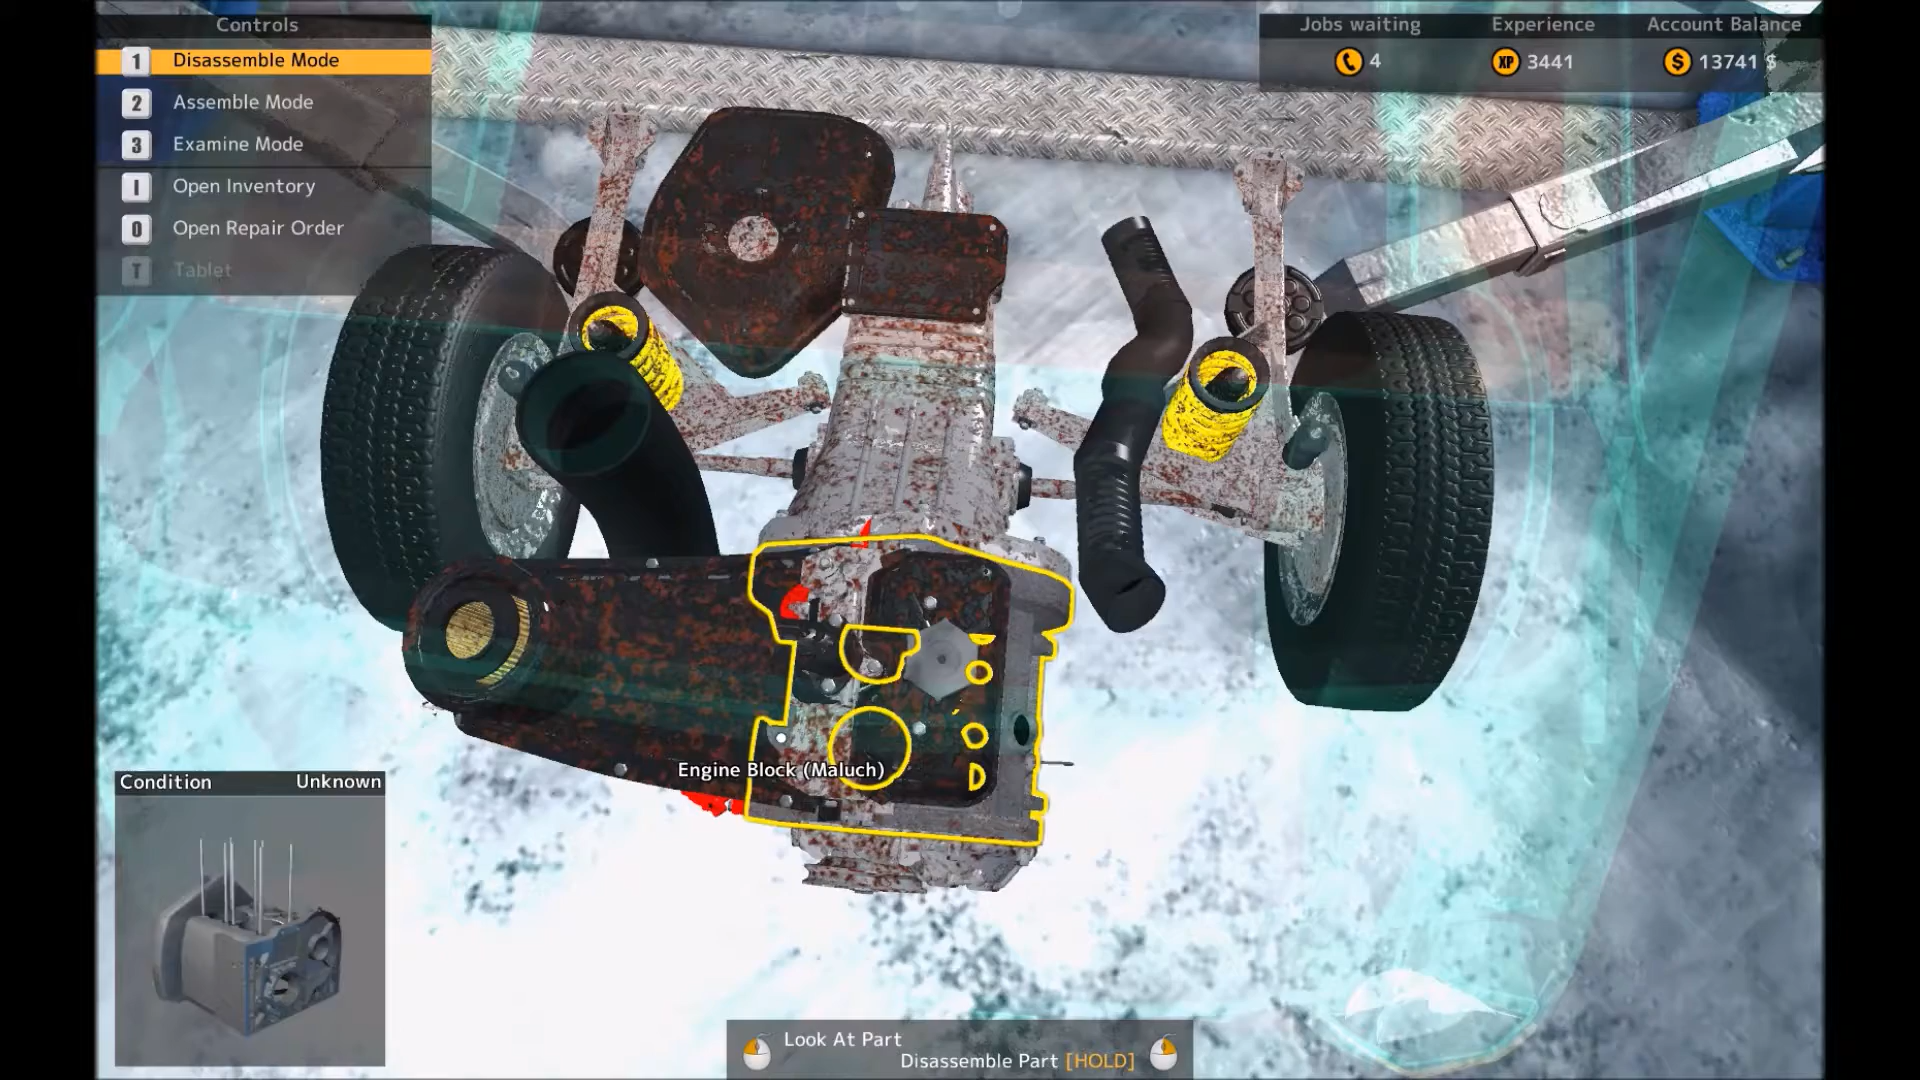 Controls
1 Disassemble Mode
2 Assemble Mode
3 Examine Mode
I Open Inventory
O Open Repair Order
T Tablet
Jobs waiting Experience Account Balance
4 XP 3441 $ 13741 $
Engine Block (Maluch)
Condition Unknown
Look At Part
Disassemble Part [HOLD]